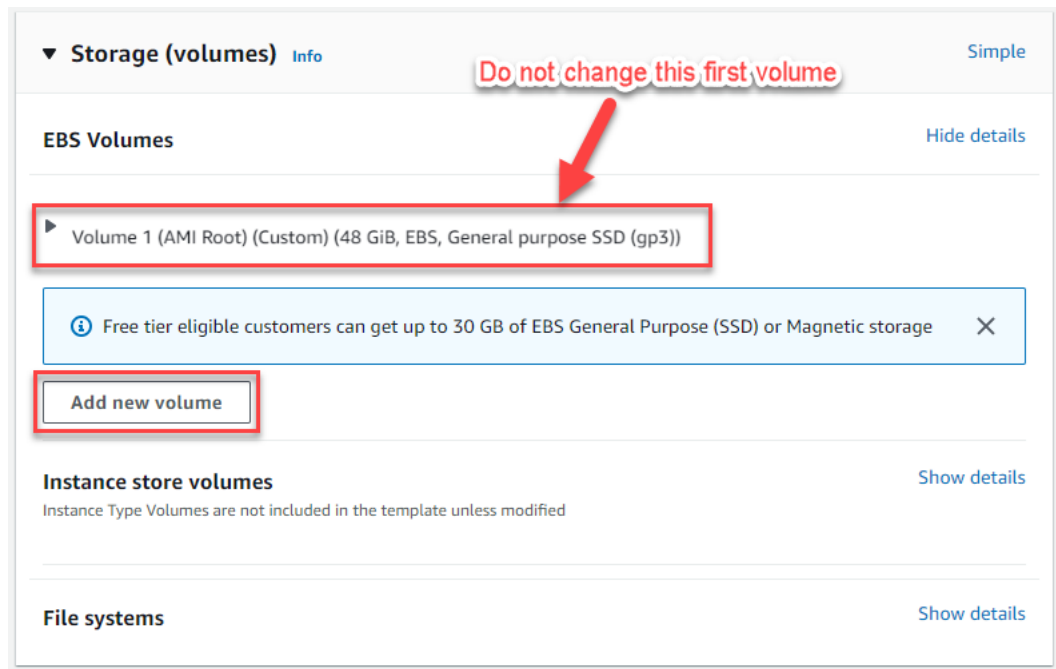 Storage (volumes) Info
Simple
Do not change this first volume
EBS Volumes
Hide details
Volume 1 (AMI Root) (Custom) (48 GiB, EBS, General purpose SSD (gp3))
Free tier eligible customers can get up to 30 GB of EBS General Purpose (SSD) or Magnetic storage
Add new volume
Instance store volumes
Show details
Instance Type Volumes are not included in the template unless modified
File systems
Show details